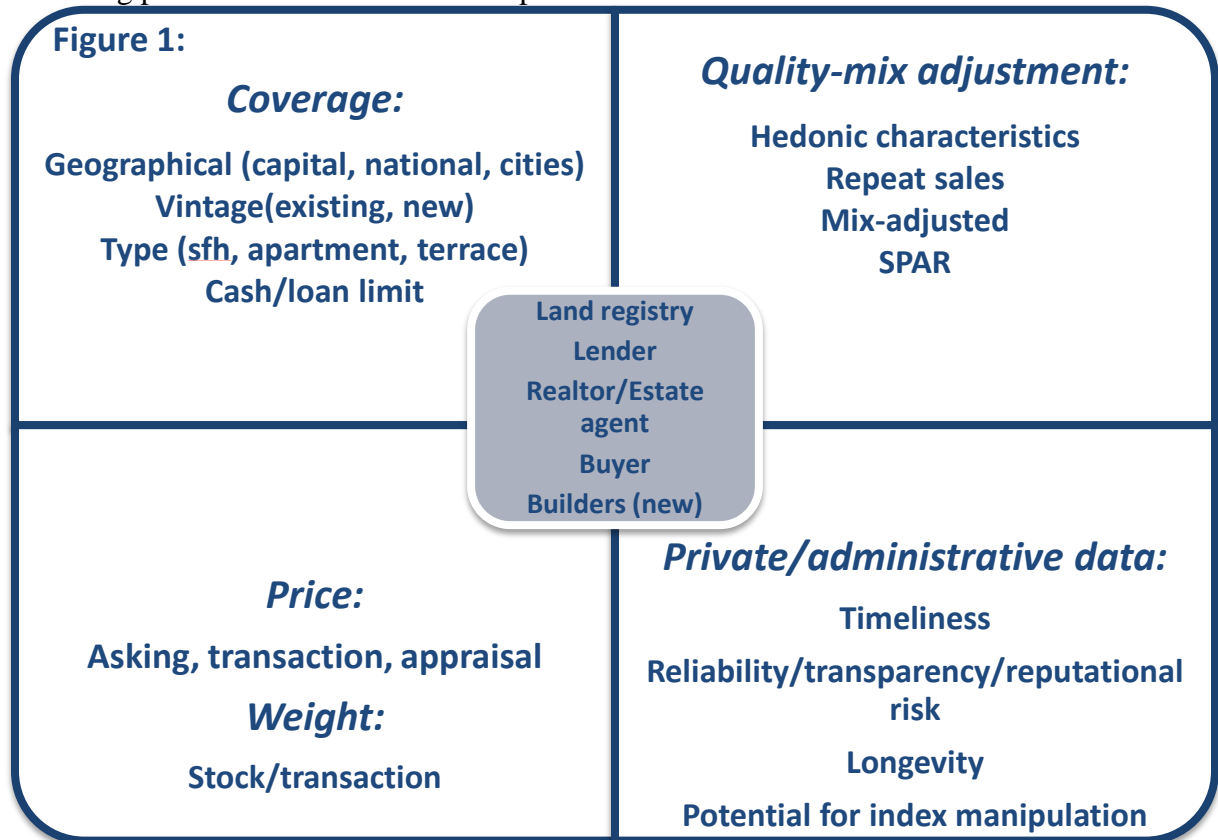 Figure 1:
Coverage:
Geographical (capital, national, cities)
Vintage(existing, new)
Type (sfh, apartment, terrace)
Cash/loan limit
Quality-mix adjustment:
Hedonic characteristics
Repeat sales
Mix-adjusted
SPAR
Land registry
Lender
Realtor/Estate
agent
Buyer
Builders (new)
Price:
Asking, transaction, appraisal
Weight:
Stock/transaction
Private/administrative data:
Timeliness
Reliability/transparency/reputational
risk
Longevity
Potential for index manipulation